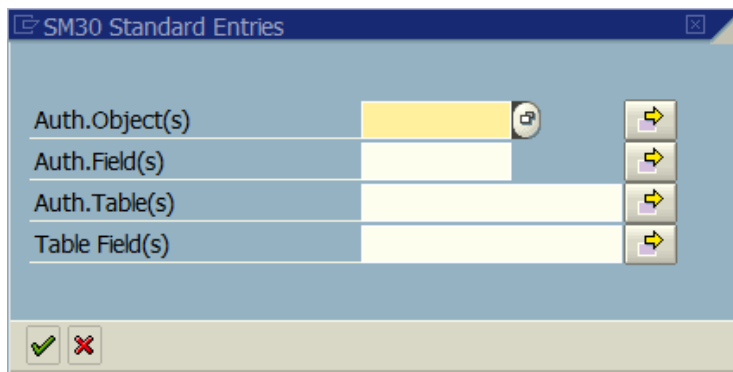 SM30 Standard Entries
Auth.Object(s)
Auth.Field(s)
Auth.Table(s)
Table Field(s)